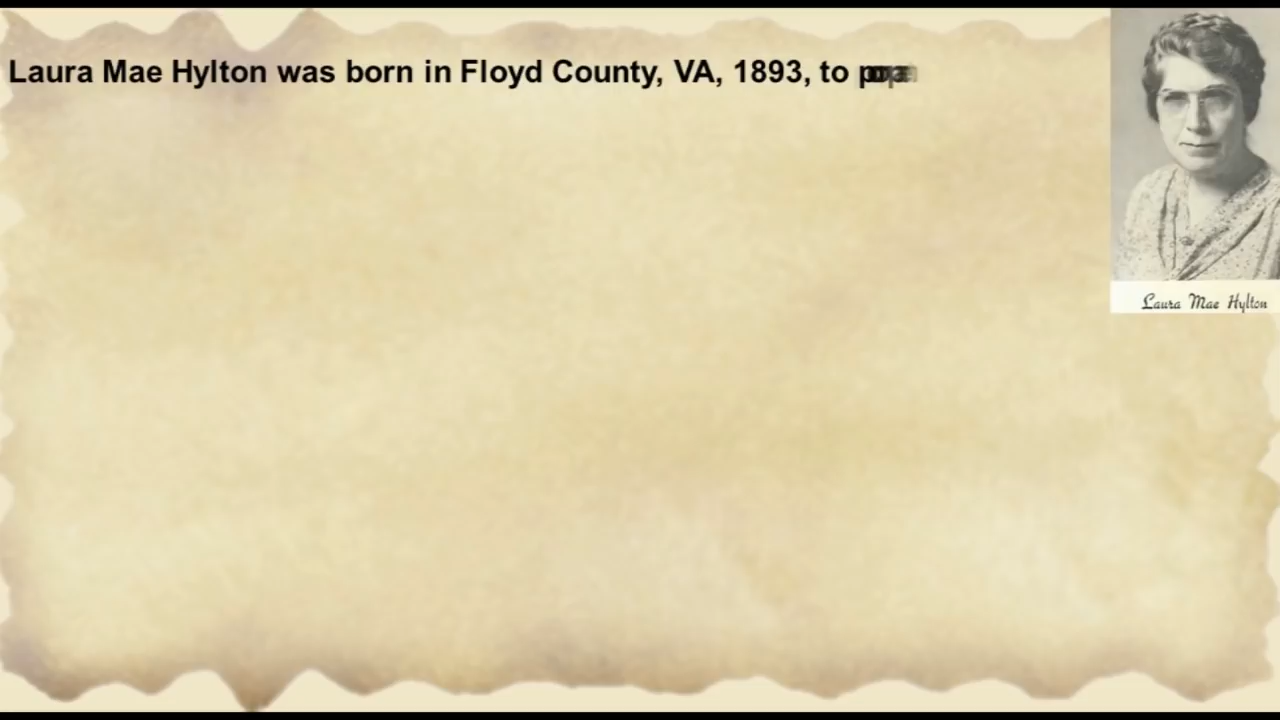 Laura Mae Hylton was born in Floyd County, VA, 1893, to
Laura Mae Hylton